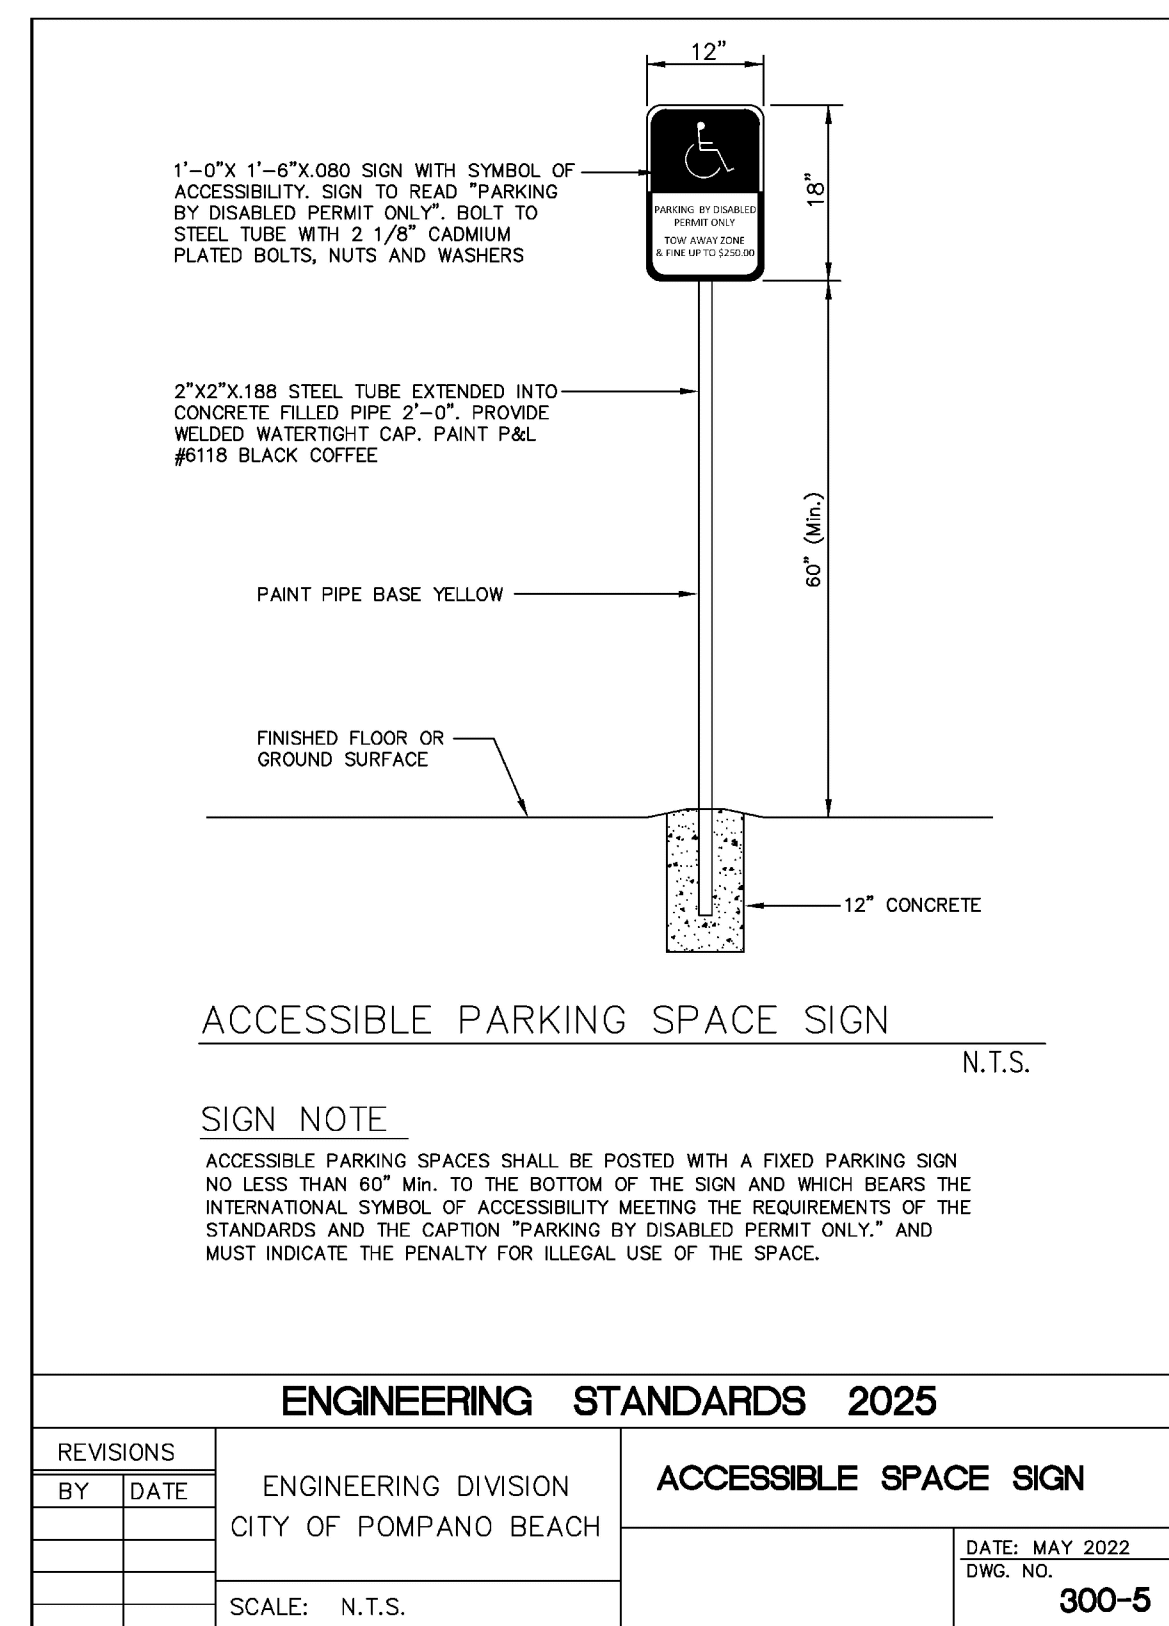 12"
18"
1'-0"X 1'-6"X.080 SIGN WITH SYMBOL OF
ACCESSIBILITY. SIGN TO READ "PARKING
BY DISABLED PERMIT ONLY". BOLT TO
STEEL TUBE WITH 2 1/8" CADMIUM
PLATED BOLTS, NUTS AND WASHERS
PARKING BY DISABLED
PERMIT ONLY
TOW AWAY ZONE
& FINE UP TO $250.00
2"X2"X.188 STEEL TUBE EXTENDED INTO
CONCRETE FILLED PIPE 2'-0". PROVIDE
WELDED WATERTIGHT CAP. PAINT P&L
#6118 BLACK COFFEE
60" (Min.)
PAINT PIPE BASE YELLOW
FINISHED FLOOR OR
GROUND SURFACE
12" CONCRETE
ACCESSIBLE PARKING SPACE SIGN
N.T.S.
SIGN NOTE
ACCESSIBLE PARKING SPACES SHALL BE POSTED WITH A FIXED PARKING SIGN
NO LESS THAN 60" Min. TO THE BOTTOM OF THE SIGN AND WHICH BEARS THE
INTERNATIONAL SYMBOL OF ACCESSIBILITY MEETING THE REQUIREMENTS OF THE
STANDARDS AND THE CAPTION "PARKING BY DISABLED PERMIT ONLY." AND
MUST INDICATE THE PENALTY FOR ILLEGAL USE OF THE SPACE.
ENGINEERING STANDARDS 2025
REVISIONS
BY DATE
ENGINEERING DIVISION
CITY OF POMPANO BEACH
SCALE: N.T.S.
ACCESSIBLE SPACE SIGN
DATE: MAY 2022
DWG. NO.
300-5